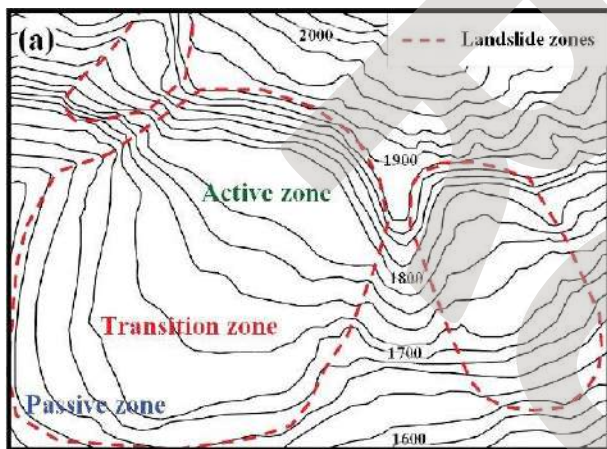 (a)
2000
Landslide zones
1900
Active zone
1800
Transition zone
1700
Passive zone
1600